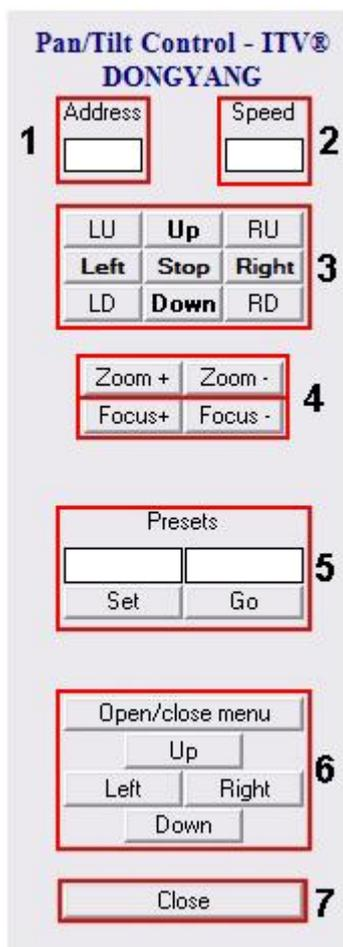 Pan/Tilt Control - ITV®
DONGYANG
Address Speed
1 2
LU Up RU
Left Stop Right 3
LD Down RD
Zoom + Zoom -
4
Focus+ Focus -
Presets
5
Set Go
Open/close menu
Up
6
Left Right
Down
Close 7